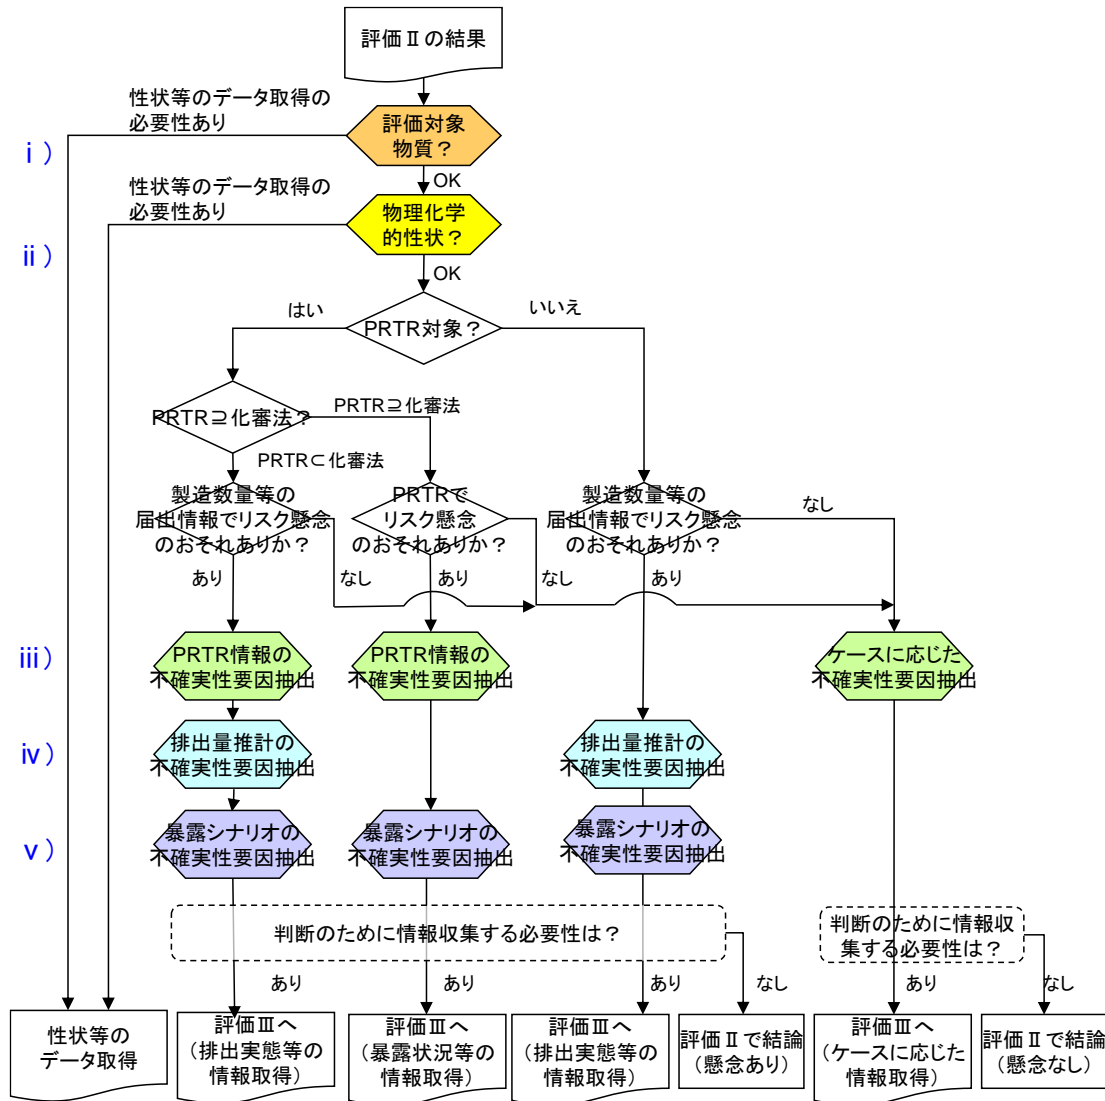 評価Ⅱの結果
性状等のデータ取得の
必要性あり
評価対象
物質？
ⅰ）
OK
性状等のデータ取得の
必要性あり
物理化学
的性状？
ⅱ）
OK
はい
いいえ
PRTR対象？
PRTR⊇化審法？
PRTR⊇化審法
PRTR⊂化審法
製造数量等の
届出情報でリスク懸念
のおそれありか？
PRTRで
リスク懸念
のおそれありか？
製造数量等の
届出情報でリスク懸念
のおそれありか？
なし
あり
なし
あり
なし
あり
ⅲ）
PRTR情報の
不確実性要因抽出
PRTR情報の
不確実性要因抽出
ケースに応じた
不確実性要因抽出
ⅳ）
排出量推計の
不確実性要因抽出
排出量推計の
不確実性要因抽出
ⅴ）
暴露シナリオの
不確実性要因抽出
暴露シナリオの
不確実性要因抽出
暴露シナリオの
不確実性要因抽出
判断のために情報収集する必要性は？
判断のために情報収
集する必要性は？
あり
あり
あり
なし
あり
なし
性状等の
データ取得
評価Ⅲへ
（排出実態等の
情報取得）
評価Ⅲへ
（暴露状況等の
情報取得）
評価Ⅲへ
（排出実態等の
情報取得）
評価Ⅱで結論
（懸念あり）
評価Ⅲへ
（ケースに応じた
情報取得）
評価Ⅱで結論
（懸念なし）